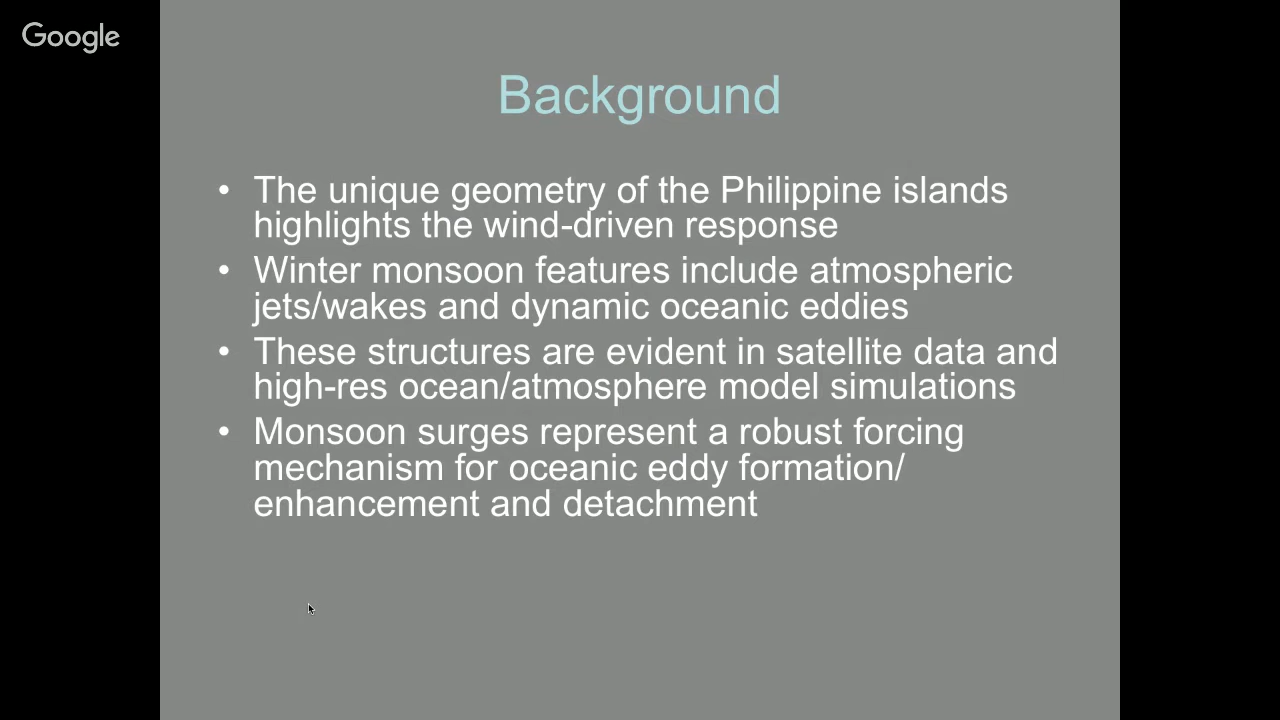 Google
Background
• The unique geometry of the Philippine islands
highlights the wind-driven response
• Winter monsoon features include atmospheric
jets/wakes and dynamic oceanic eddies
• These structures are evident in satellite data and
high-res ocean/atmosphere model simulations
• Monsoon surges represent a robust forcing
mechanism for oceanic eddy formation/
enhancement and detachment